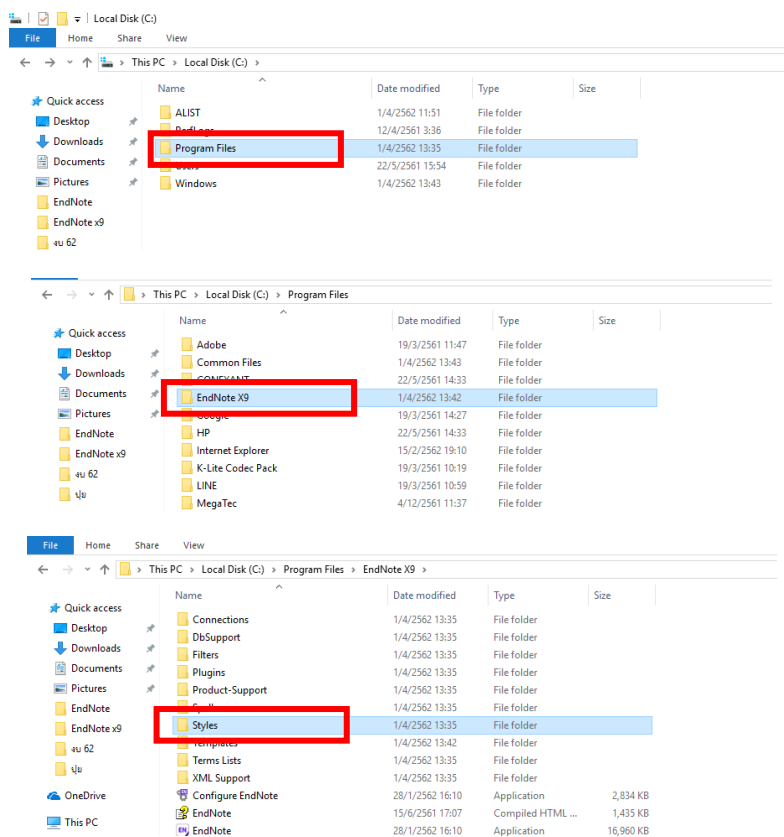 Local Disk (C:)
File Home Share View
This PC > Local Disk (C:) >
Name Date modified Type Size
Quick access
Desktop
Downloads
Documents
Pictures
EndNote
EndNote x9
งบ 62
ALIST 1/4/2562 11:51 File folder
PerfLogs 12/4/2561 3:36 File folder
Program Files 1/4/2562 13:35 File folder
Users 22/5/2561 15:54 File folder
Windows 1/4/2562 13:43 File folder
This PC > Local Disk (C:) > Program Files
Name Date modified Type Size
Quick access
Desktop
Downloads
Documents
Pictures
EndNote
EndNote x9
งบ 62
ปุย
Adobe 19/3/2561 11:47 File folder
Common Files 1/4/2562 13:43 File folder
CONEXANT 22/5/2561 14:33 File folder
EndNote X9 1/4/2562 13:42 File folder
Google 19/3/2561 14:27 File folder
HP 22/5/2561 14:33 File folder
Internet Explorer 15/2/2562 19:10 File folder
K-Lite Codec Pack 19/3/2561 10:19 File folder
LINE 19/3/2561 10:59 File folder
MegaTec 4/12/2561 11:37 File folder
File Home Share View
This PC > Local Disk (C:) > Program Files > EndNote X9 >
Name Date modified Type Size
Quick access
Desktop
Downloads
Documents
Pictures
EndNote
EndNote x9
งบ 62
ปุย
OneDrive
This PC
Connections 1/4/2562 13:35 File folder
DbSupport 1/4/2562 13:35 File folder
Filters 1/4/2562 13:35 File folder
Plugins 1/4/2562 13:35 File folder
Product-Support 1/4/2562 13:35 File folder
1/4/2562 13:35 File folder
Styles 1/4/2562 13:35 File folder
Templates 1/4/2562 13:42 File folder
Terms Lists 1/4/2562 13:35 File folder
XML Support 1/4/2562 13:35 File folder
Configure EndNote 28/1/2562 16:10 Application 2,834 KB
EndNote 15/6/2561 17:07 Compiled HTML ... 1,435 KB
EndNote 28/1/2562 16:10 Application 16,960 KB